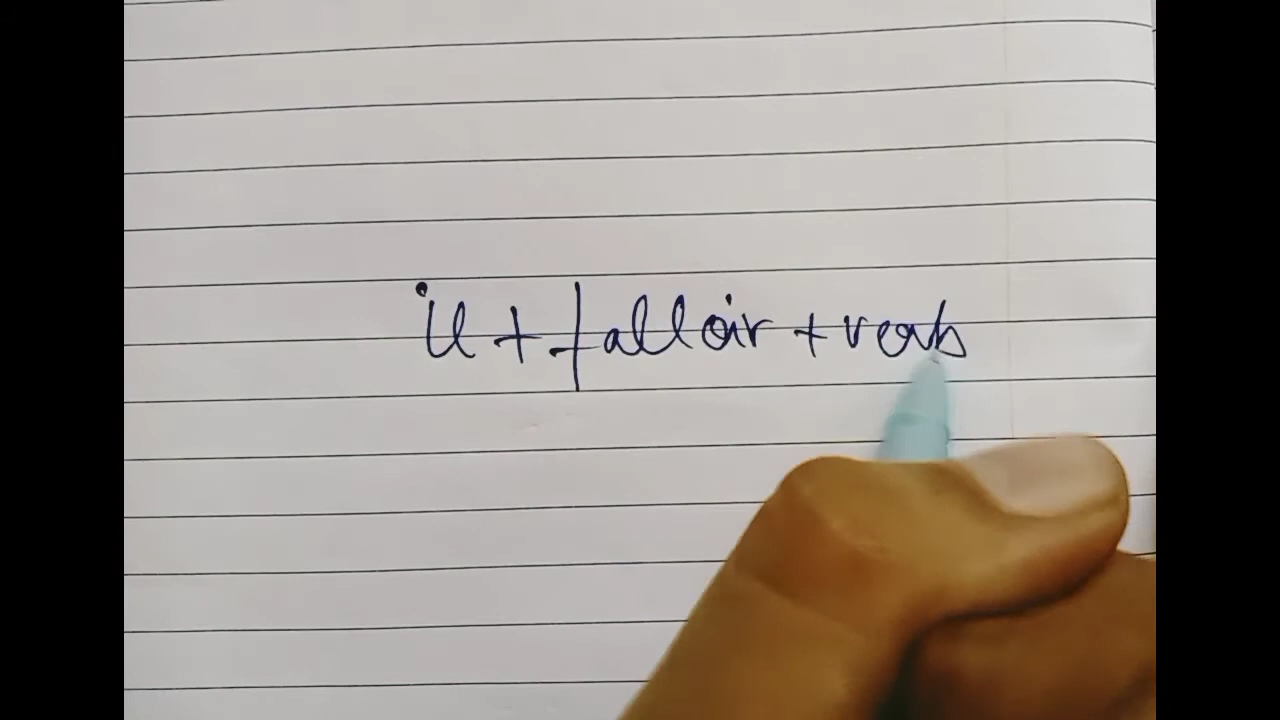 il + falloir + verb